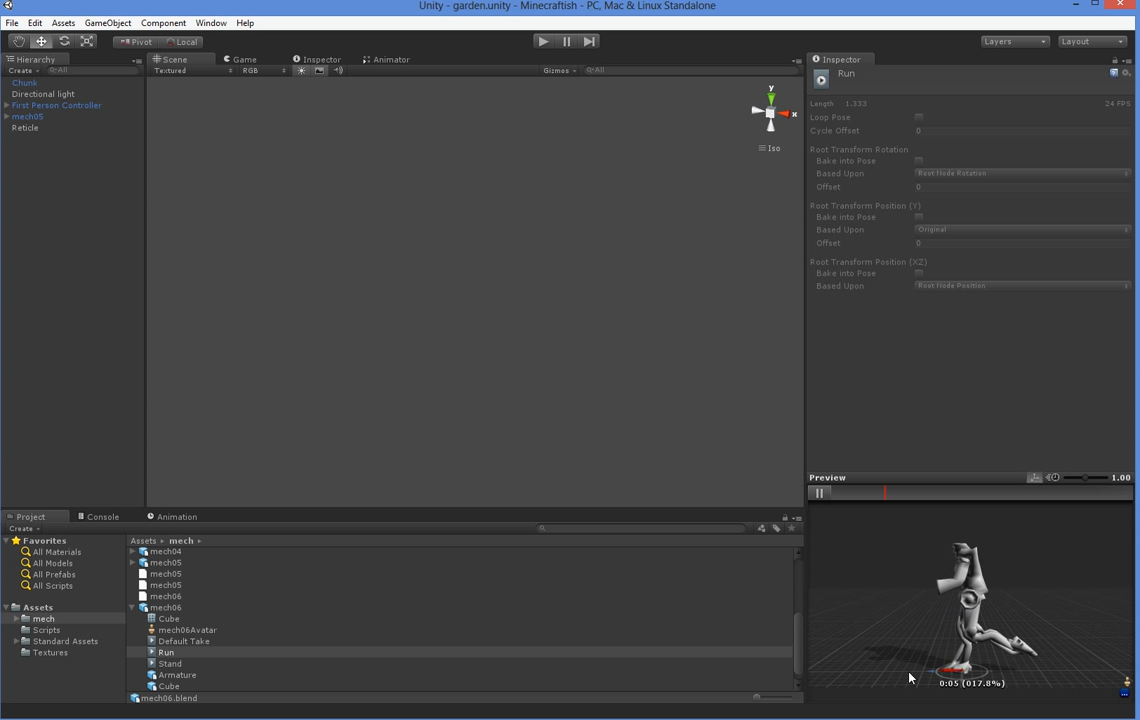 Unity - garden.unity - Minecraftish - PC, Mac & Linux Standalone
File Edit Assets GameObject Component Window Help
Pivot Local Layers Layout
Hierarchy
Create All
Chunk
Directional light
First Person Controller
mech05
Reticle
Scene Game Inspector Animator
Textured RGB Gizmos All
y
x
Iso
Inspector
Run
Length 1.333 24 FPS
Loop Pose
Cycle Offset 0
Root Transform Rotation
Bake into Pose
Based Upon Root Node Rotation
Offset 0
Root Transform Position (Y)
Bake into Pose
Based Upon Original
Offset 0
Root Transform Position (XZ)
Bake into Pose
Based Upon Root Node Position
Preview 1.00
0:05 (017.8%)
Project Console Animation
Create
Favorites
All Materials
All Models
All Prefabs
All Scripts
Assets
mech
Scripts
Standard Assets
Textures
Assets mech
mech04
mech05
mech05
mech05
mech06
mech06
Cube
mech06Avatar
Default Take
Run
Stand
Armature
Cube
mech06.blend